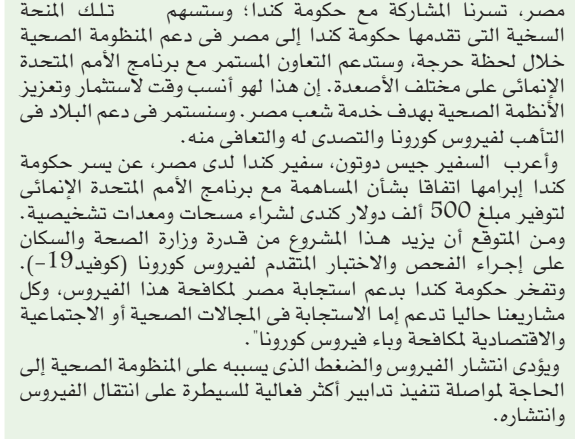 مصر، تسرنا المشاركة مع حكومة كندا؛ وستسهم تلك المنحة
السخية التى تقدمها حكومة كندا إلى مصر فى دعم المنظومة الصحية
خلال لحظة حرجة، وستدعم التعاون المستمر مع برنامج الأمم المتحدة
الإنمائى على مختلف الأصعدة. إن هذا لهو أنسب وقت لاستثمار وتعزيز
الأنظمة الصحية بهدف خدمة شعب مصر. وسنستمر فى دعم البلاد فى
التأهب لفيروس كورونا والتصدى له والتعافى منه.
وأعرب السفير جيس دوتون، سفير كندا لدى مصر، عن يسر حكومة
كندا إبرامها اتفاقا بشأن المساهمة مع برنامج الأمم المتحدة الإنمائى
لتوفير مبلغ 500 ألف دولار كندى لشراء مسحات ومعدات تشخيصية.
ومن المتوقع أن يزيد هذا المشروع من قدرة وزارة الصحة والسكان
على إجراء الفحص والاختبار المتقدم لفيروس كورونا (كوفيد19-).
وتفخر حكومة كندا بدعم استجابة مصر لمكافحة هذا الفيروس، وكل
مشاريعنا حاليا تدعم إما الاستجابة فى المجالات الصحية أو الاجتماعية
والاقتصادية لمكافحة وباء فيروس كورونا".
ويؤدى انتشار الفيروس والضغط الذى يسببه على المنظومة الصحية إلى
الحاجة لمواصلة تنفيذ تدابير أكثر فعالية للسيطرة على انتقال الفيروس
وانتشاره.